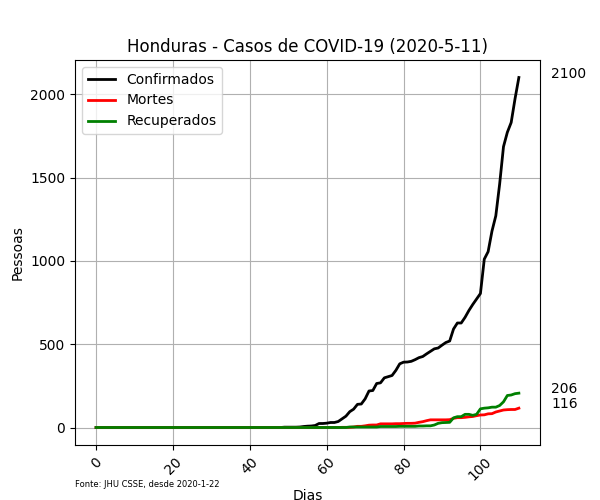 Honduras - Casos de COVID-19 (2020-5-11)
Confirmados
Mortes
Recuperados
2100
206
116
Pessoas
2000
1500
1000
500
0
0
20
40
60
80
100
Fonte: JHU CSSE, desde 2020-1-22
Dias